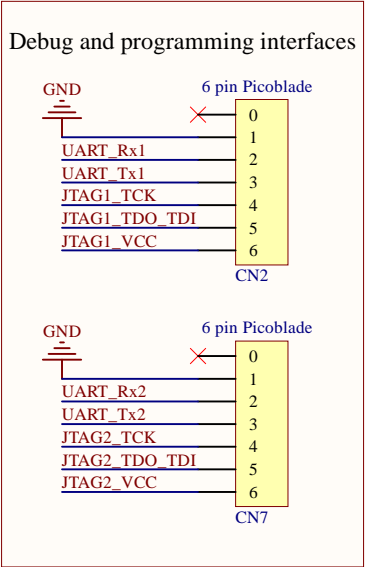 Debug and programming interfaces
GND
6 pin Picoblade
0
1
UART_Rx1
2
UART_Tx1
3
JTAG1_TCK
4
JTAG1_TDO_TDI
5
JTAG1_VCC
6
CN2
GND
6 pin Picoblade
0
1
UART_Rx2
2
UART_Tx2
3
JTAG2_TCK
4
JTAG2_TDO_TDI
5
JTAG2_VCC
6
CN7